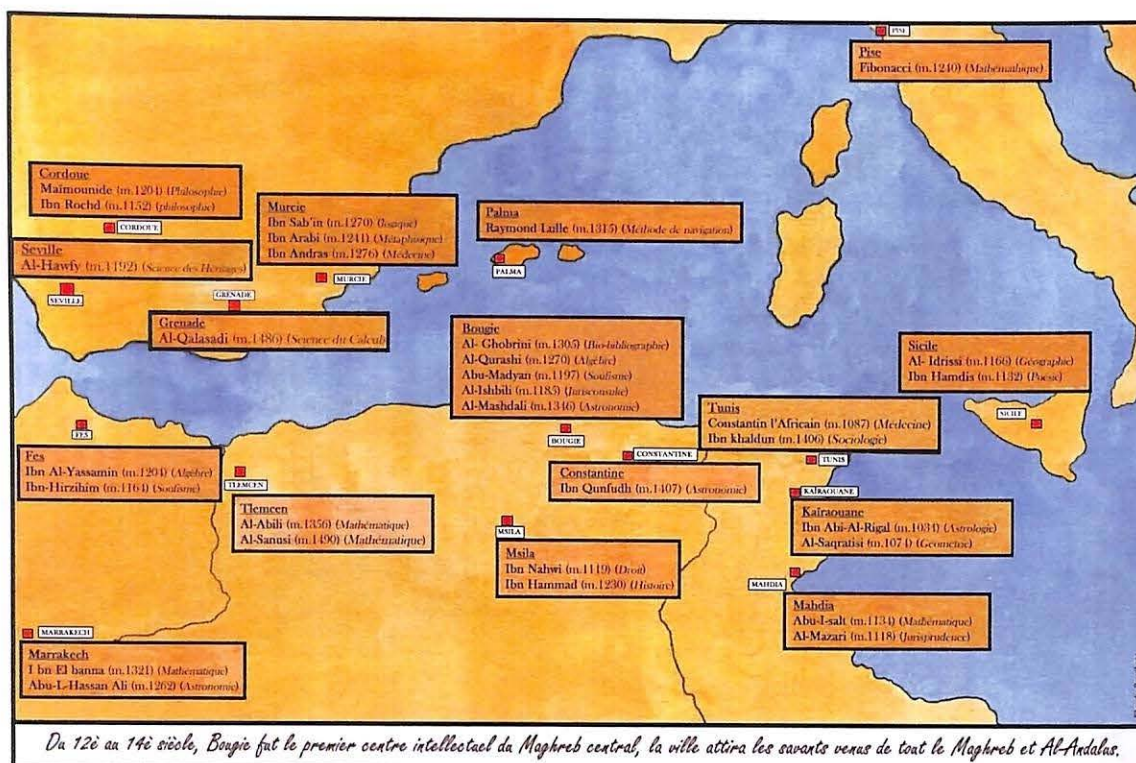 PISE
Pise
Fibonacci (m.1240) (Mathématique)
Cordoue
Maimounide (m.1204) (Philosophie)
Ibn Rochd (m.1152) (philosophie)
CORDOUE
Murcie
Ibn Sab'in (m.1270) (logique)
Ibn Arabi (m.1241) (Métaphisique)
Ibn Andras (m.1276) (Médecine)
MURCIE
Palma
Raymond Lulle (m.1315) (Méthode de navigation)
PALMA
Seville
Al-Hawfy (m.1192) (Science des Héritages)
SEVILLE
GRENADE
Grenade
Al-Qalasadi (m.1486) (Science du Calcul)
Bougie
Al- Ghobrini (m.1305) (Bio-bibliographie)
Al-Qurashi (m.1270) (Algèbre)
Abu-Madyan (m.1197) (Soufisme)
Al-Ishbili (m.1185) (Jurisconsulte)
Al-Mashdali (m.1346) (Astronomie)
BOUGIE
Sicile
Al- Idrissi (m.1166) (Géographie)
Ibn Hamdis (m.1132) (Poésie)
SICILE
Tunis
Constantin l'Africain (m.1087) (Médecine)
Ibn khaldun (m.1406) (Sociologie)
TUNIS
FES
Fes
Ibn Al-Yassamin (m.1204) (Algèbre)
Ibn-Hirzihim (m.1164) (Soufisme)
TLEMCEN
Tlemcen
Al-Abili (m.1356) (Mathématique)
Al-Sanusi (m.1490) (Mathématique)
CONSTANTINE
Constantine
Ibn Qunfudh (m.1407) (Astronomie)
KAÏRAOUANE
Kaïraouane
Ibn Abi-Al-Rigal (m.1034) (Astrologie)
Al-Saqratisi (m.1074) (Géométrie)
MSILA
Msila
Ibn Nahwi (m.1119) (Droit)
Ibn Hammad (m.1230) (Histoire)
MAHDIA
Mahdia
Abu-I-salt (m.1134) (Mathématique)
Al-Mazari (m.1118) (Jurisprudence)
MARRAKECH
Marrakech
I bn El banna (m.1321) (Mathématique)
Abu-L-Hassan Ali (m.1262) (Astronomie)
Du 12è au 14è siècle, Bougie fut le premier centre intellectuel du Maghreb central, la ville attira les savants venus de tout le Maghreb et Al-Andalus.